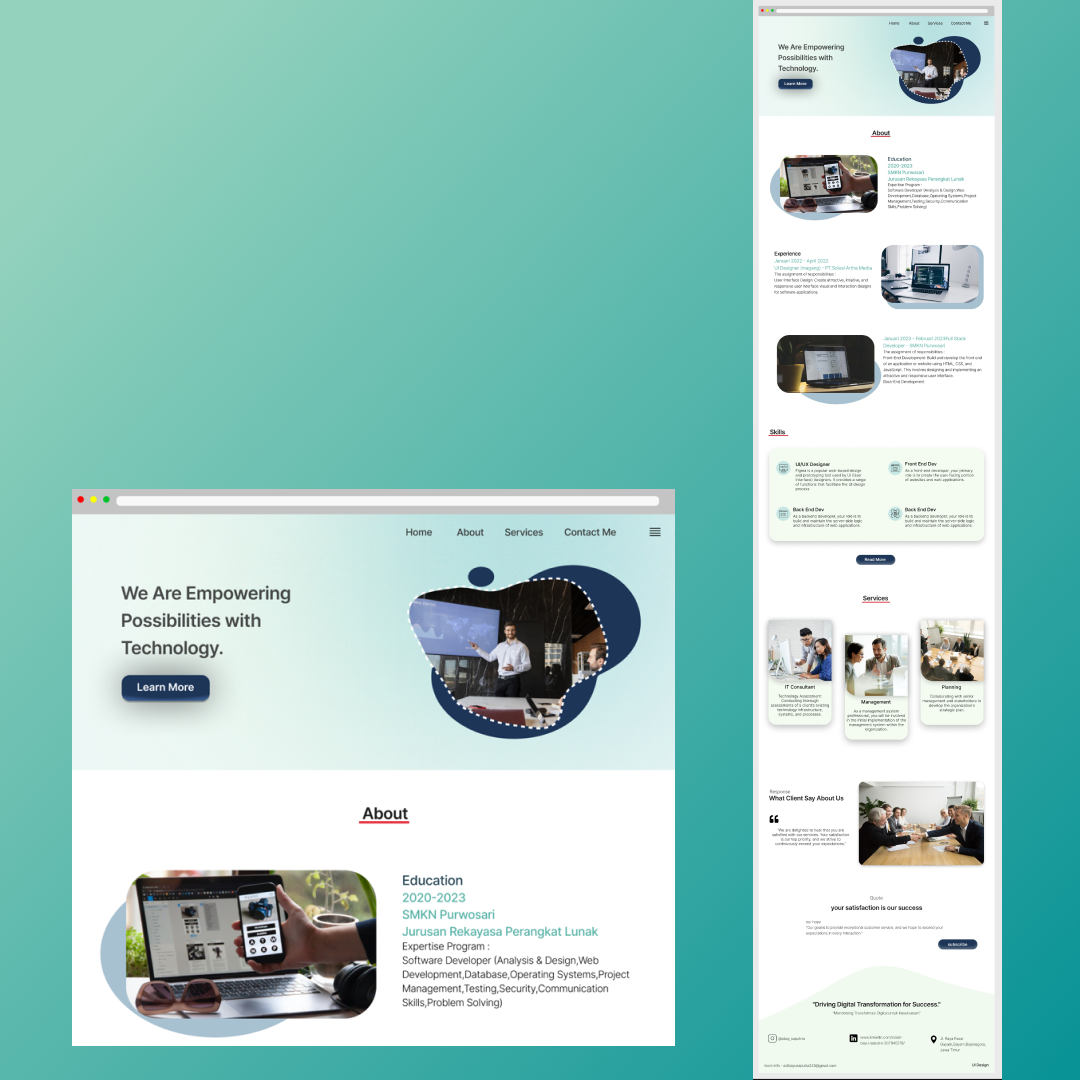 Home About Services Contact Me
We Are Empowering
Possibilities with
Technology.
Learn More
About
Education
2020-2023
SMKN Purwosari
Jurusan Rekayasa Perangkat Lunak
Expertise Program :
Software Developer (Analysis & Design,Web
Development,Database,Operating Systems,Project
Management,Testing,Security,Communication
Skills,Problem Solving)
Home About Services Contact Me
We Are Empowering
Possibilities with
Technology.
Learn More
About
Education
2020-2023
SMKN Purwosari
Jurusan Rekayasa Perangkat Lunak
Expertise Program :
Software Developer (Analysis & Design,Web
Development,Database,Operating Systems,Project
Management,Testing,Security,Communication
Skills,Problem Solving)
Experience
Januari 2022 - April 2022
UI Designer (magang) - PT.Solusi Artha Media
The assignment of responsibilities :
User Interface Design: Create attractive, intuitive, and
responsive user interface visual and interaction designs
for software applications
Januari 2023 - Februari 2023Full Stack
Developer - SMKN Purwosari
The assignment of responsibilities :
Front-End Development: Build and develop the front end
of an application or website using HTML, CSS, and
JavaScript. This involves designing and implementing an
attractive and responsive user interface.
Back-End Development
Skills
UI/UX Designer
Figma is a popular web-based design
and prototyping tool used by UI (User
Interface) designers. It provides a range
of functions that facilitate the UI design
process
Front End Dev
As a front-end developer, your primary
role is to create the user-facing portion
of websites and web applications.
Back End Dev
As a backend developer, your role is to
build and maintain the server-side logic
and infrastructure of web applications.
Back End Dev
As a backend developer, your role is to
build and maintain the server-side logic
and infrastructure of web applications.
Read More
Services
IT Consultant
Technology Assessment:
Conducting thorough
assessments of a client's existing
technology infrastructure,
systems, and processes.
Management
As a management system
professional, you will be involved
in the initial implementation of the
management system within the
organization.
Planning
Collaborating with senior
management and stakeholders to
develop the organization's
strategic plan.
Response
What Client Say About Us
"We are delighted to hear that you are
satisfied with our services. Your satisfaction
is our top priority, and we strive to
continuously exceed your expectations."
Quote
your satisfaction is our success
"Our goal is to provide exceptional customer service, and we hope to exceed your
expectations in every interaction."
subscribe
"Driving Digital Transformation for Success."
"Mendorong Transformasi Digital untuk Kesuksesan"
Jawa Timur
UI Design